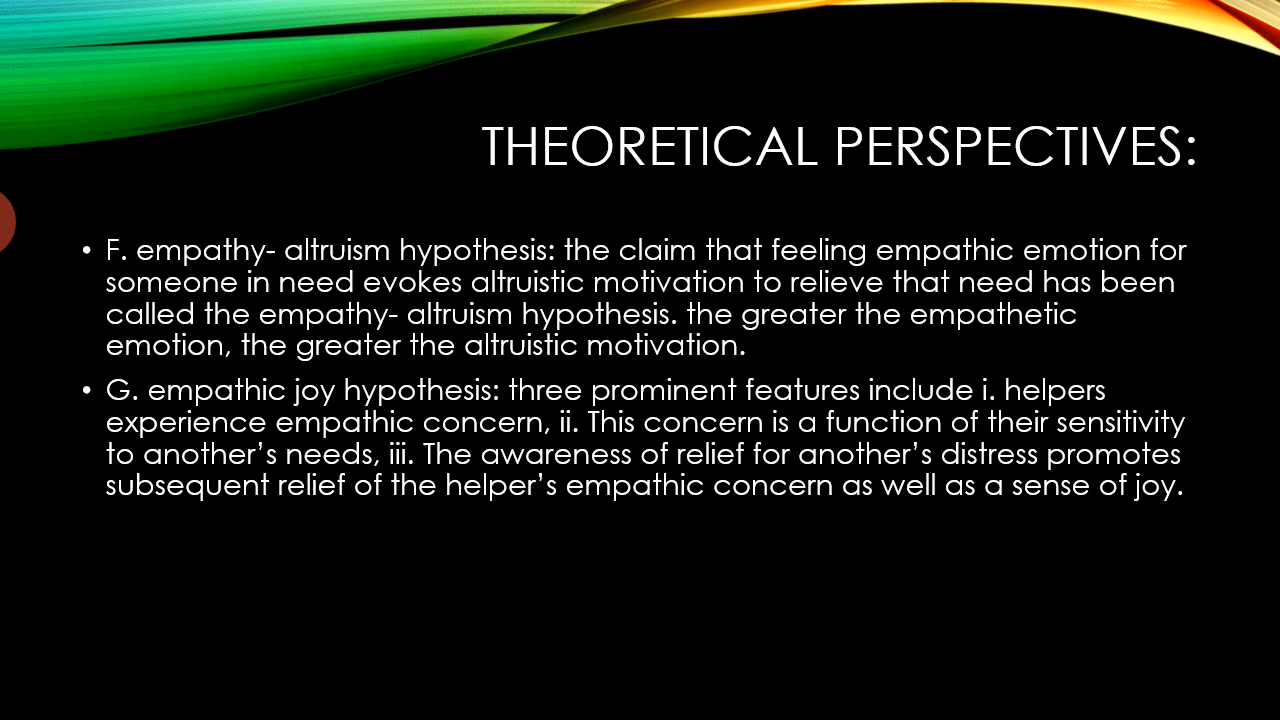 THEORETICAL PERSPECTIVES:
• F. empathy- altruism hypothesis: the claim that feeling empathic emotion for
someone in need evokes altruistic motivation to relieve that need has been
called the empathy- altruism hypothesis. the greater the empathetic
emotion, the greater the altruistic motivation.
• G. empathic joy hypothesis: three prominent features include i. helpers
experience empathic concern, ii. This concern is a function of their sensitivity
to another’s needs, iii. The awareness of relief for another’s distress promotes
subsequent relief of the helper’s empathic concern as well as a sense of joy.